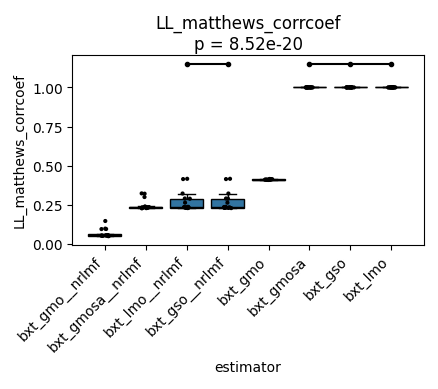 LL_matthews_corrcoef
p = 8.52e-20
LL_matthews_corrcoef
1.00
0.75
0.50
0.25
0.00
bxt_gmo__nrlmf
bxt_gmosa__nrlmf
bxt_lmo__nrlmf
bxt_gso__nrlmf
bxt_gmo
bxt_gmosa
bxt_gso
bxt_lmo
estimator